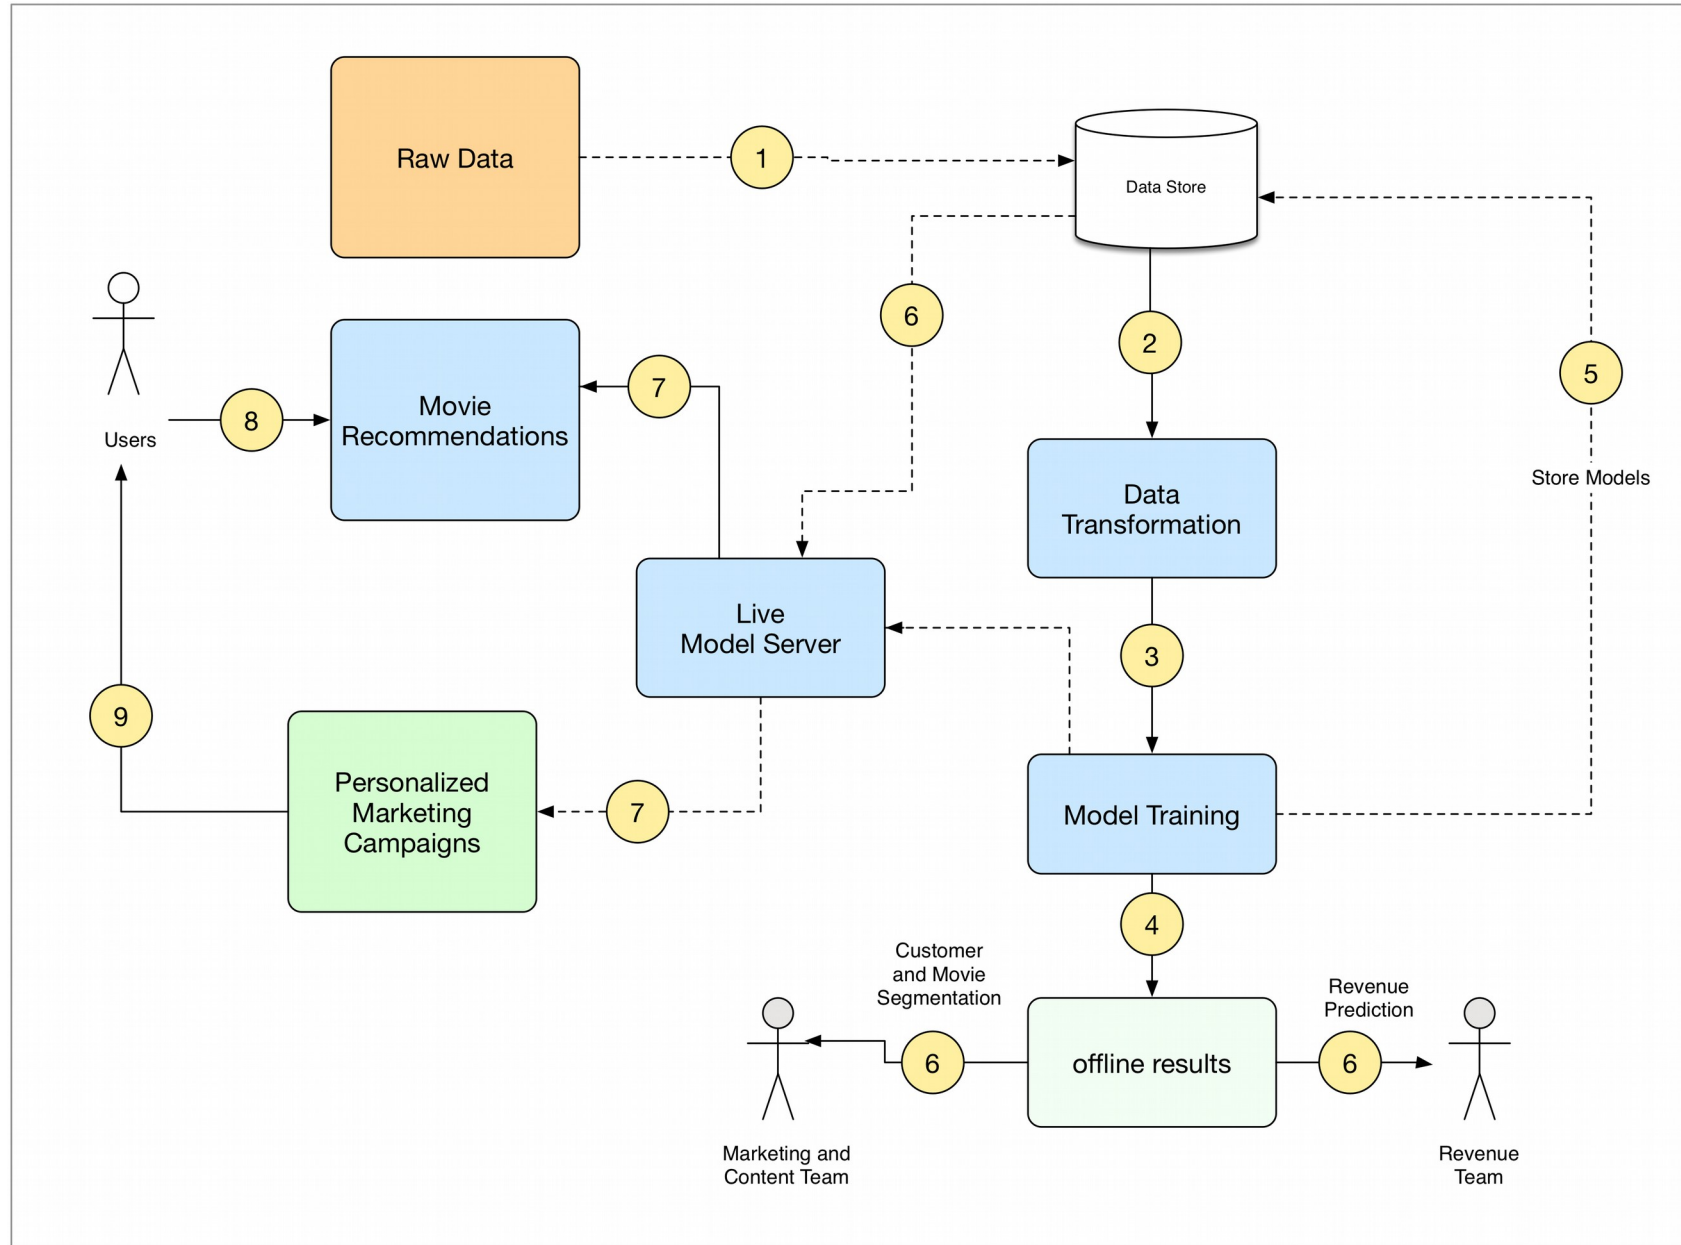 Raw Data
1
Data Store
6
2
5
Users
8
Movie
Recommendations
7
Store Models
Data
Transformation
Live
Model Server
3
9
Personalized
Marketing
Campaigns
7
Model Training
4
Customer
and Movie
Segmentation
Revenue
Prediction
6
offline results
6
Marketing and
Content Team
Revenue
Team